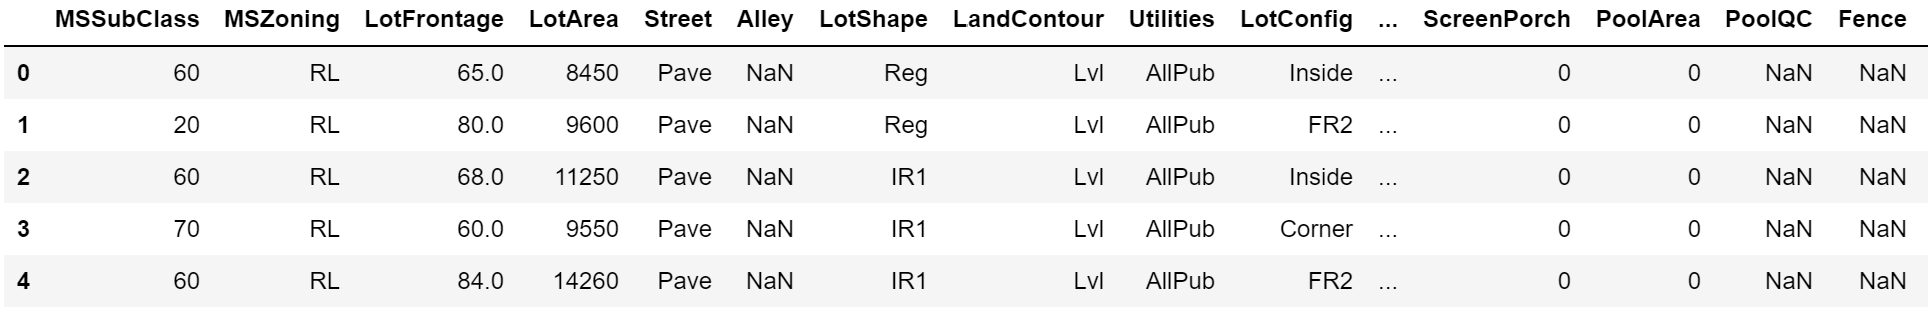 MSSubClass MSZoning LotFrontage LotArea Street Alley LotShape LandContour Utilities LotConfig ... ScreenPorch PoolArea PoolQC Fence
0 60 RL 65.0 8450 Pave NaN Reg Lvl AllPub Inside ... 0 0 NaN NaN
1 20 RL 80.0 9600 Pave NaN Reg Lvl AllPub FR2 ... 0 0 NaN NaN
2 60 RL 68.0 11250 Pave NaN IR1 Lvl AllPub Inside ... 0 0 NaN NaN
3 70 RL 60.0 9550 Pave NaN IR1 Lvl AllPub Corner ... 0 0 NaN NaN
4 60 RL 84.0 14260 Pave NaN IR1 Lvl AllPub FR2 ... 0 0 NaN NaN